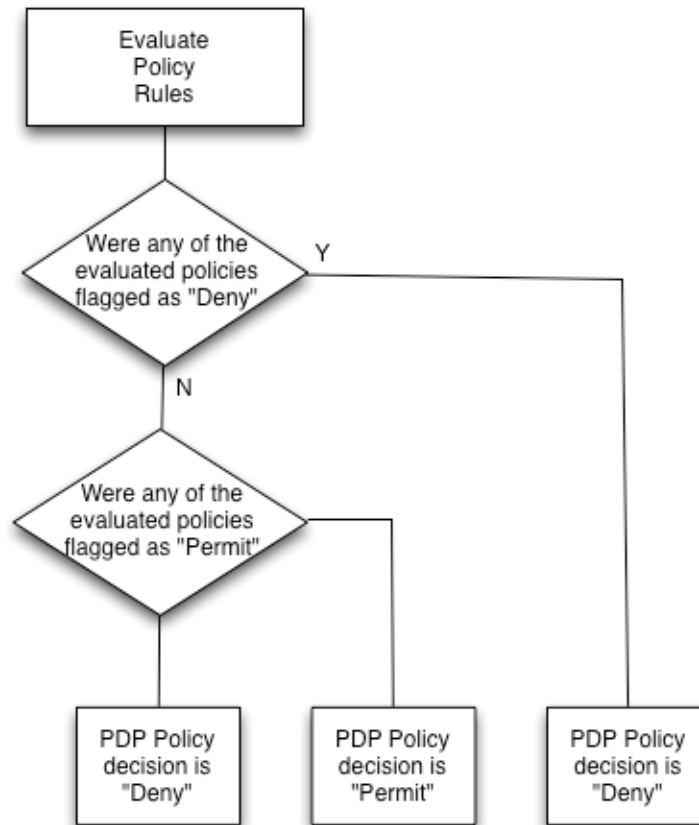 Evaluate
Policy
Rules
Were any of the
evaluated policies
flagged as "Deny"
Y
N
Were any of the
evaluated policies
flagged as "Permit"
PDP Policy
decision is
"Deny"
PDP Policy
decision is
"Permit"
PDP Policy
decision is
"Deny"